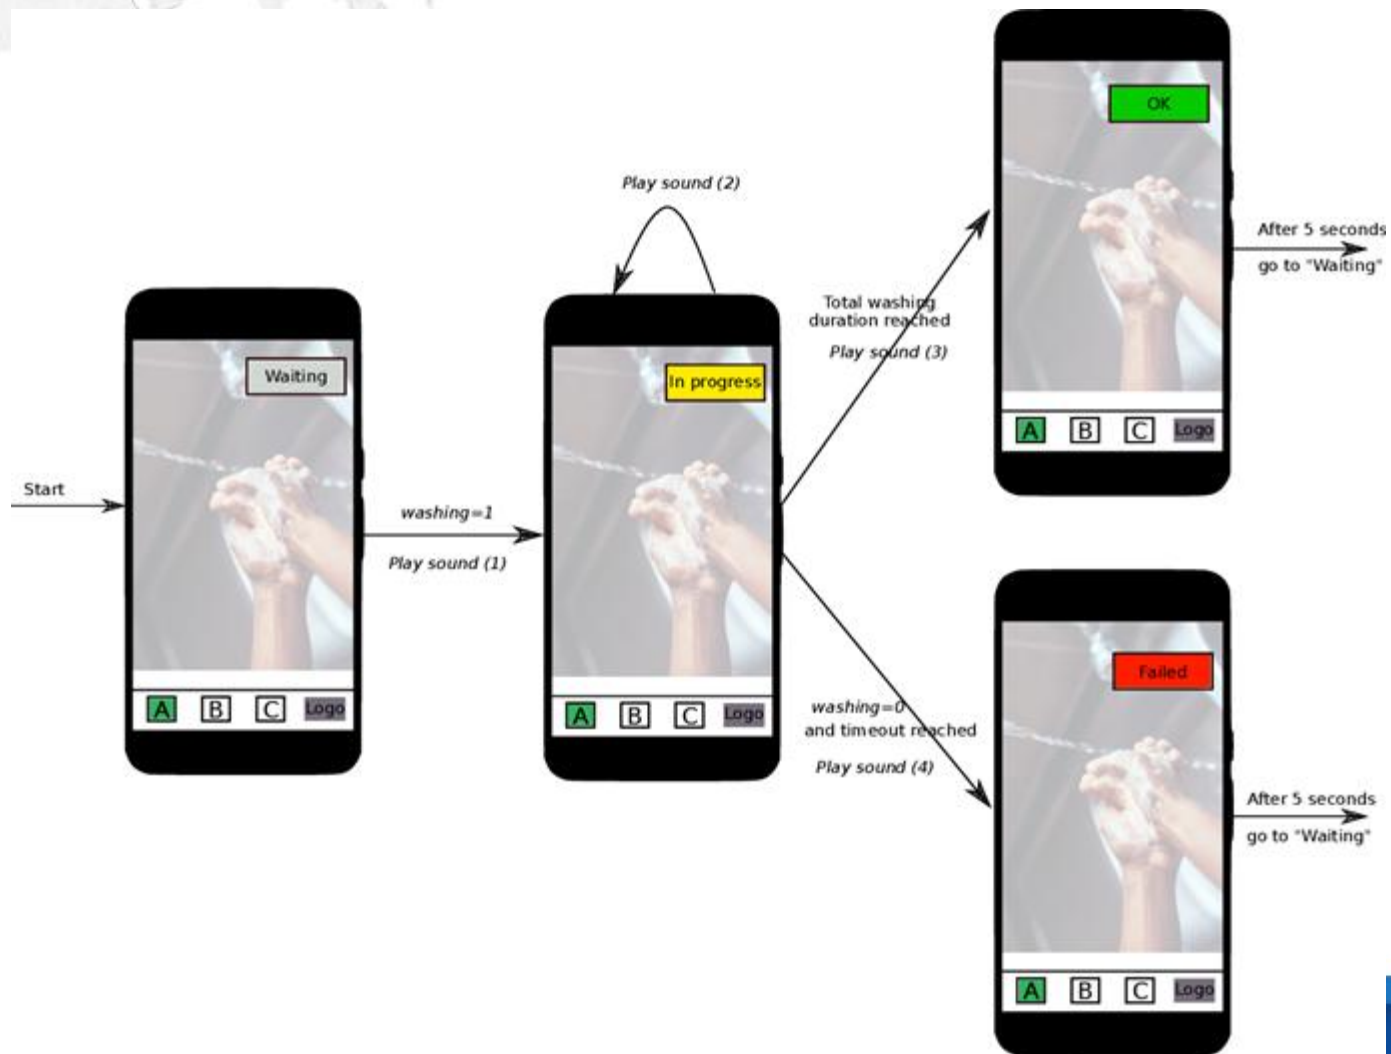 Start
Waiting
A B C Logo
washing=1
Play sound (1)
Play sound (2)
In progress
A B C Logo
Total washing
duration reached
Play sound (3)
OK
A B C Logo
After 5 seconds
go to "Waiting"
washing=0
and timeout reached
Play sound (4)
Failed
A B C Logo
After 5 seconds
go to "Waiting"